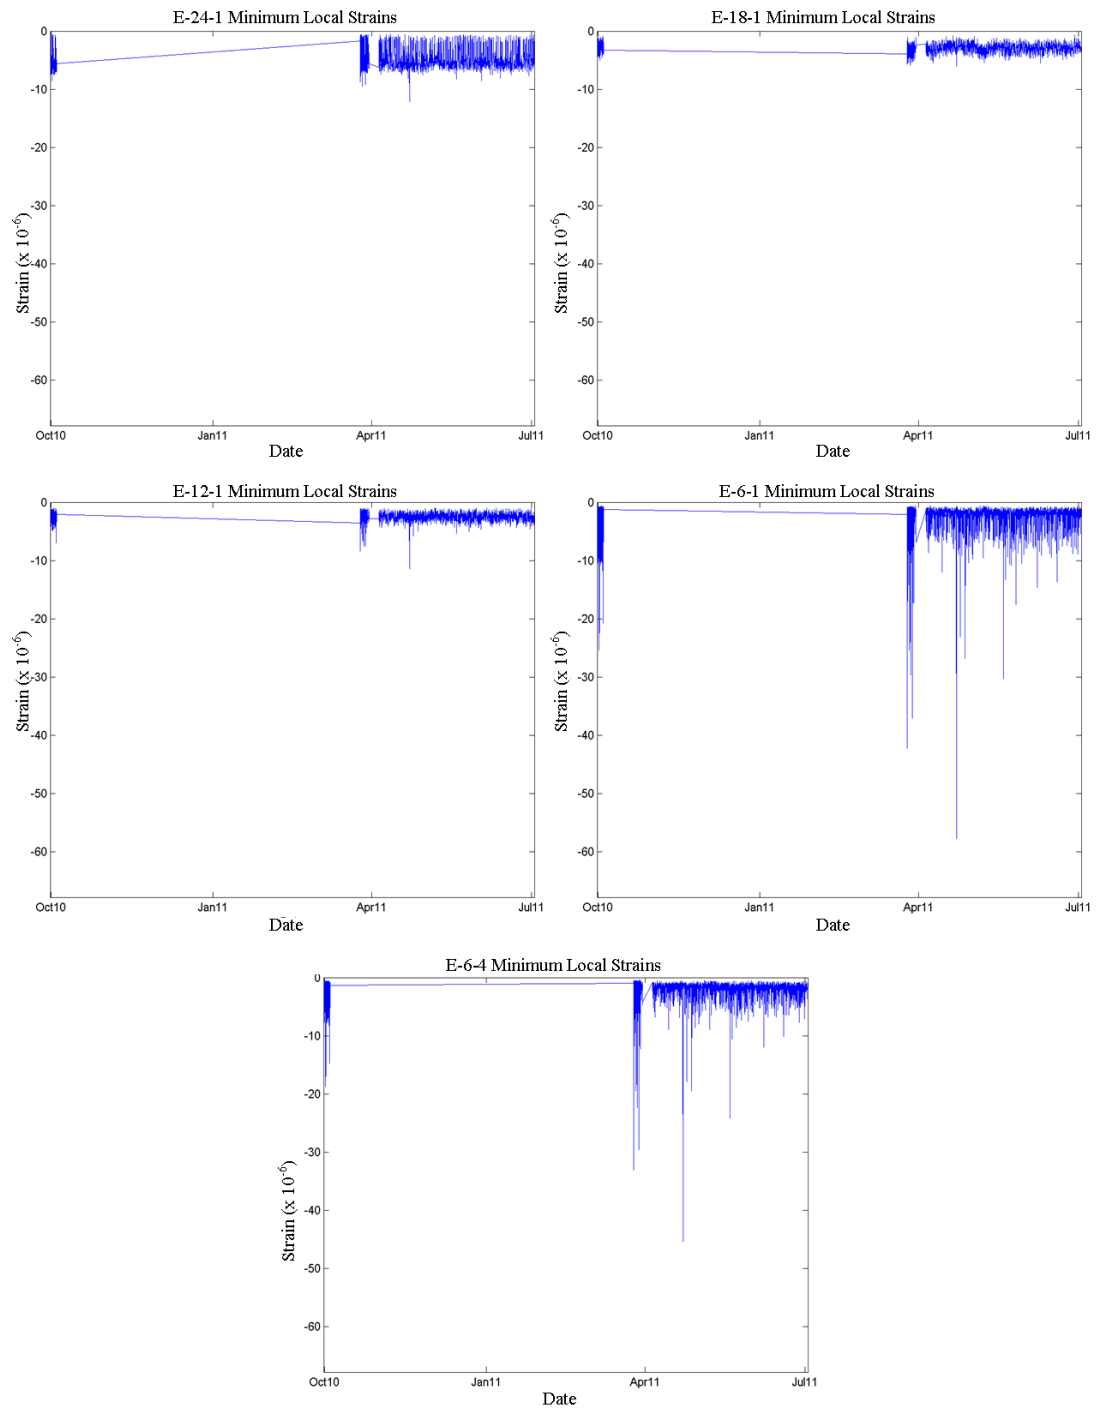 E-24-1 Minimum Local Strains
0
-10
-20
-30
-40
-50
-60
Strain (x 10⁻⁶)
Oct10 Jan11 Apr11 Jul11
Date
E-18-1 Minimum Local Strains
0
-10
-20
-30
-40
-50
-60
Strain (x 10⁻⁶)
Oct10 Jan11 Apr11 Jul11
Date
E-12-1 Minimum Local Strains
0
-10
-20
-30
-40
-50
-60
Strain (x 10⁻⁶)
Oct10 Jan11 Apr11 Jul11
Date
E-6-1 Minimum Local Strains
0
-10
-20
-30
-40
-50
-60
Strain (x 10⁻⁶)
Oct10 Jan11 Apr11 Jul11
Date
E-6-4 Minimum Local Strains
0
-10
-20
-30
-40
-50
-60
Strain (x 10⁻⁶)
Oct10 Jan11 Apr11 Jul11
Date